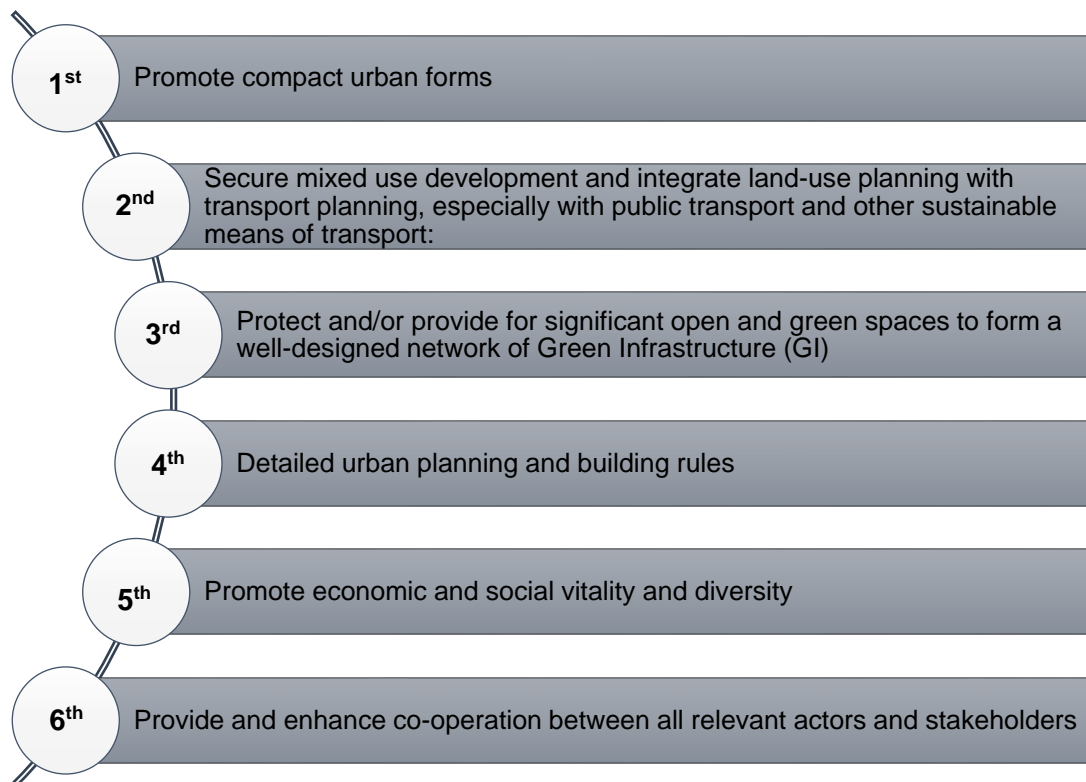 1st
Promote compact urban forms
2nd
Secure mixed use development and integrate land-use planning with
transport planning, especially with public transport and other sustainable
means of transport:
3rd
Protect and/or provide for significant open and green spaces to form a
well-designed network of Green Infrastructure (GI)
4th
Detailed urban planning and building rules
5th
Promote economic and social vitality and diversity
6th
Provide and enhance co-operation between all relevant actors and stakeholders